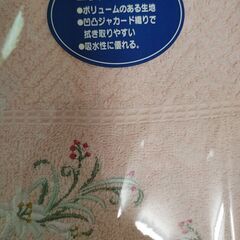 ●ボリュームのある生地
●凹凸ジャカード織りで
拭き取りやすい
●吸水性に優れる。